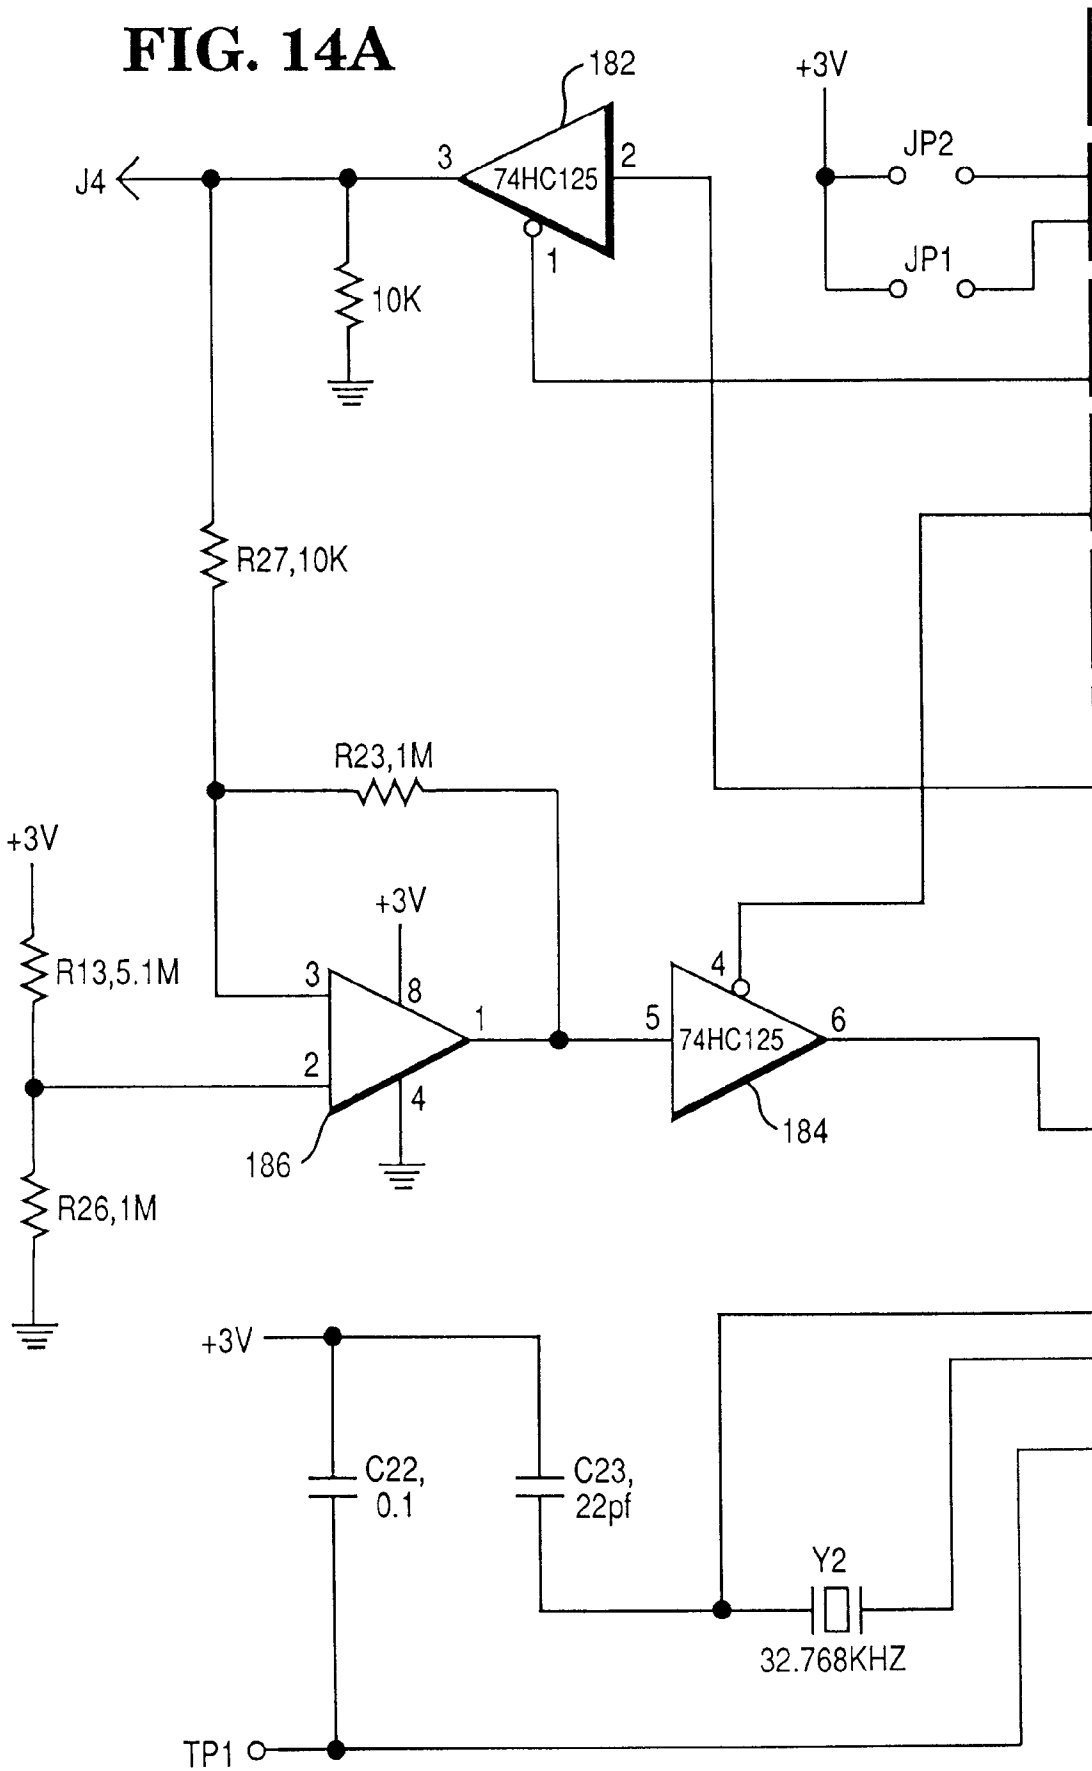 FIG. 14A
182
+3V
JP2
J4
3
74HC125
2
1
JP1
10K
R27,10K
R23,1M
+3V
+3V
R13,5.1M
3
8
1
2
4
186
4
5
74HC125
6
184
R26,1M
+3V
C22,
0.1
C23,
22pf
Y2
32.768KHZ
TP1